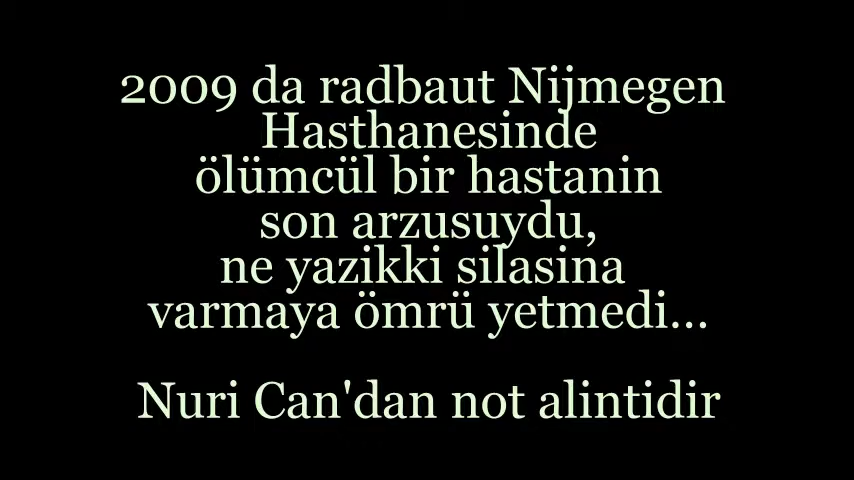 2009 da radbaut Nijmegen
Hasthanesinde
ölümcül bir hastanin
son arzusuydu,
ne yazikki silasina
varmaya ömrü yetmedi...
Nuri Can'dan not alintidir